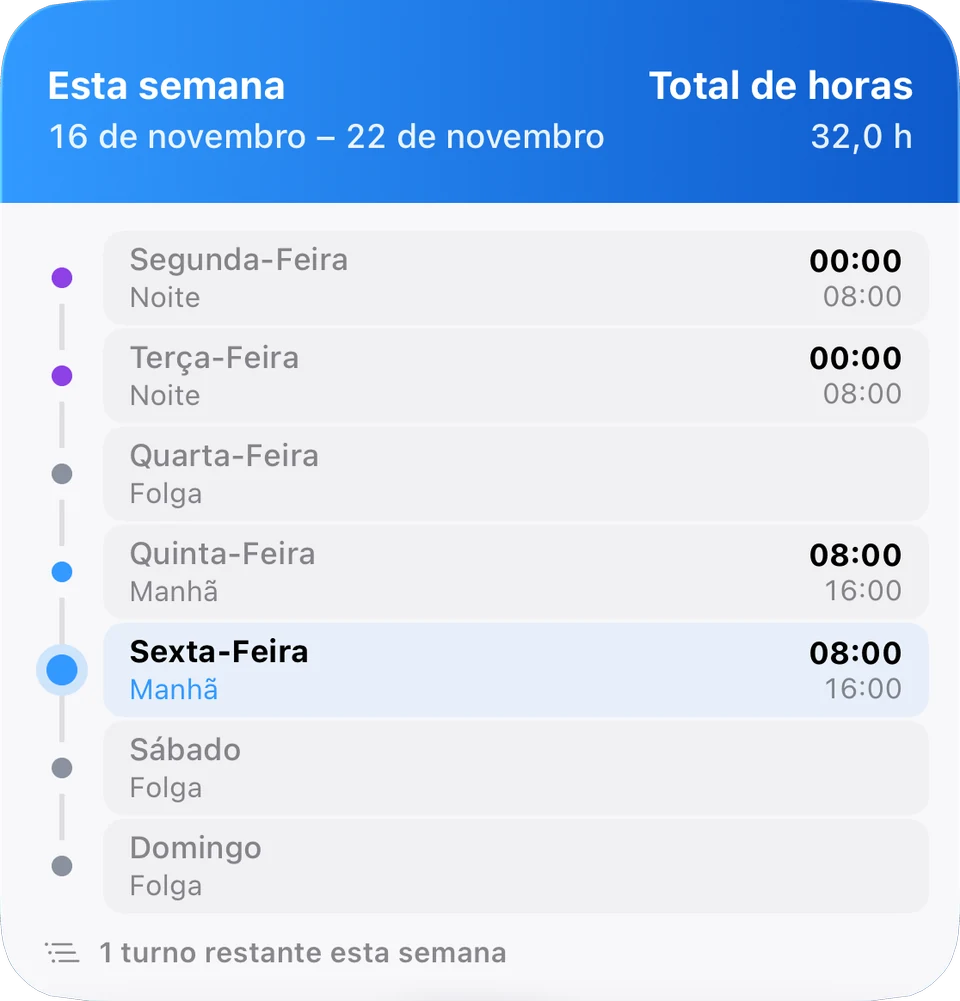 Esta semana
Total de horas
16 de novembro – 22 de novembro
32,0 h
Segunda-Feira
00:00
Noite
08:00
Terça-Feira
00:00
Noite
08:00
Quarta-Feira
Folga
Quinta-Feira
08:00
Manhã
16:00
Sexta-Feira
08:00
Manhã
16:00
Sábado
Folga
Domingo
Folga
1 turno restante esta semana